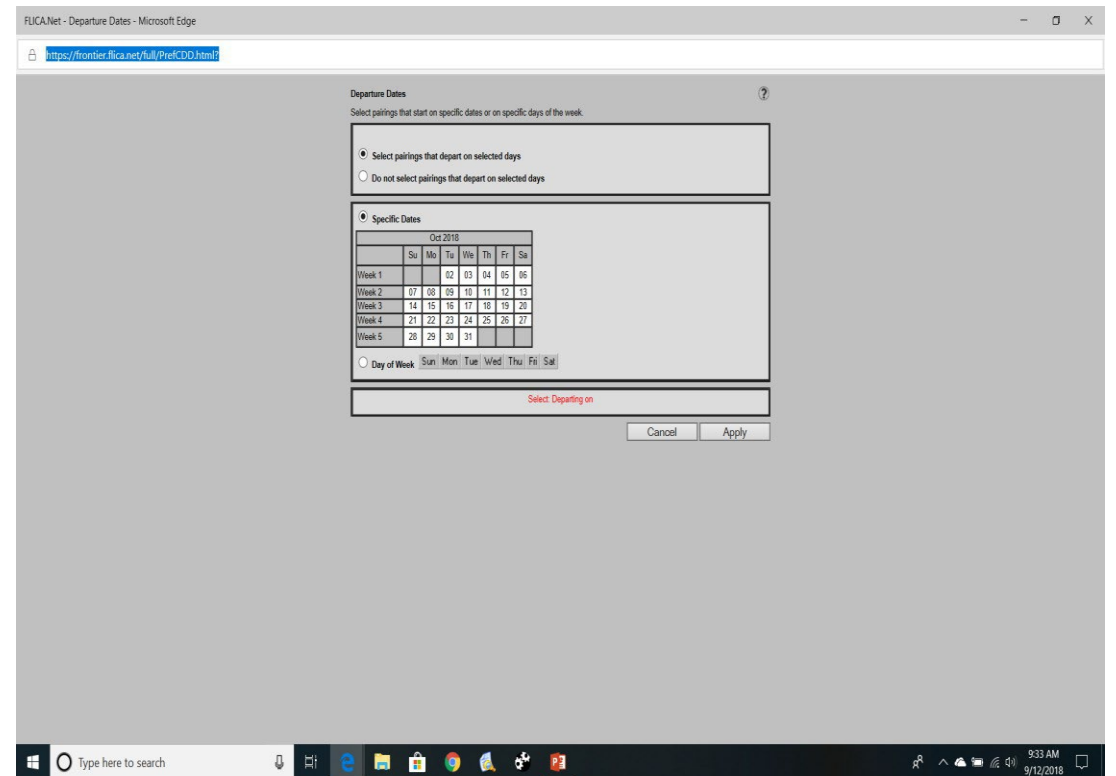 FLICA.Net - Departure Dates - Microsoft Edge
https://frontier.flica.net/full/PrefCDD.html?
Departure Dates
Select pairings that start on specific dates or on specific days of the week.
Select pairings that depart on selected days
Do not select pairings that depart on selected days
Specific Dates
Oct 2018
Su Mo Tu We Th Fr Sa
Week 1 02 03 04 05 06
Week 2 07 08 09 10 11 12 13
Week 3 14 15 16 17 18 19 20
Week 4 21 22 23 24 25 26 27
Week 5 28 29 30 31
Day of Week Sun Mon Tue Wed Thu Fri Sat
Select: Departing on
Cancel Apply
Type here to search
9:33 AM
9/12/2018